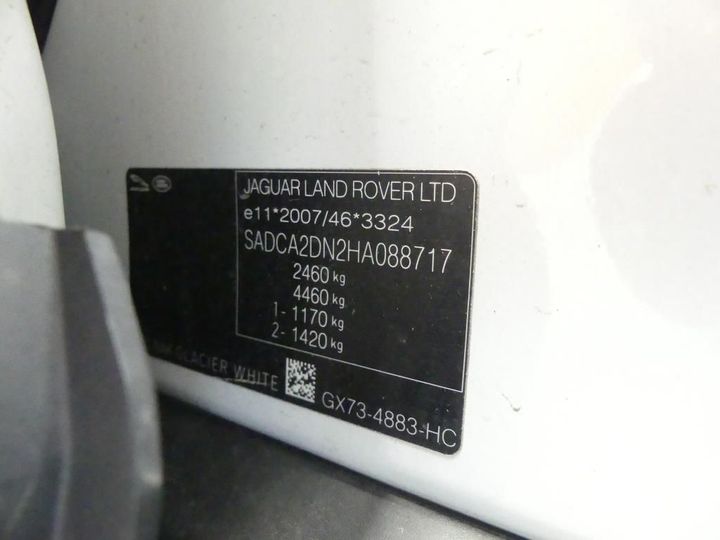 JAGUAR LAND ROVER LTD
e11*2007/46*3324
SADCA2DN2HA088717
2460 kg
4460 kg
1- 1170 kg
2- 1420 kg
GLACIER WHITE
GX73-4883-HC